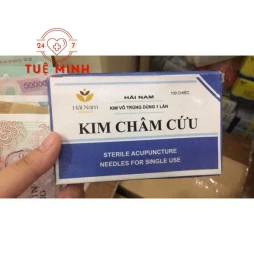 24 7
TUỆ MINH
HẢI NAM
100 CHIẾC
KIM VÔ TRÙNG DÙNG 1 LẦN
Hải Nam
KIM CHÂM CỨU
STERILE ACUPUNCTURE
NEEDLES FOR SINGLE USE